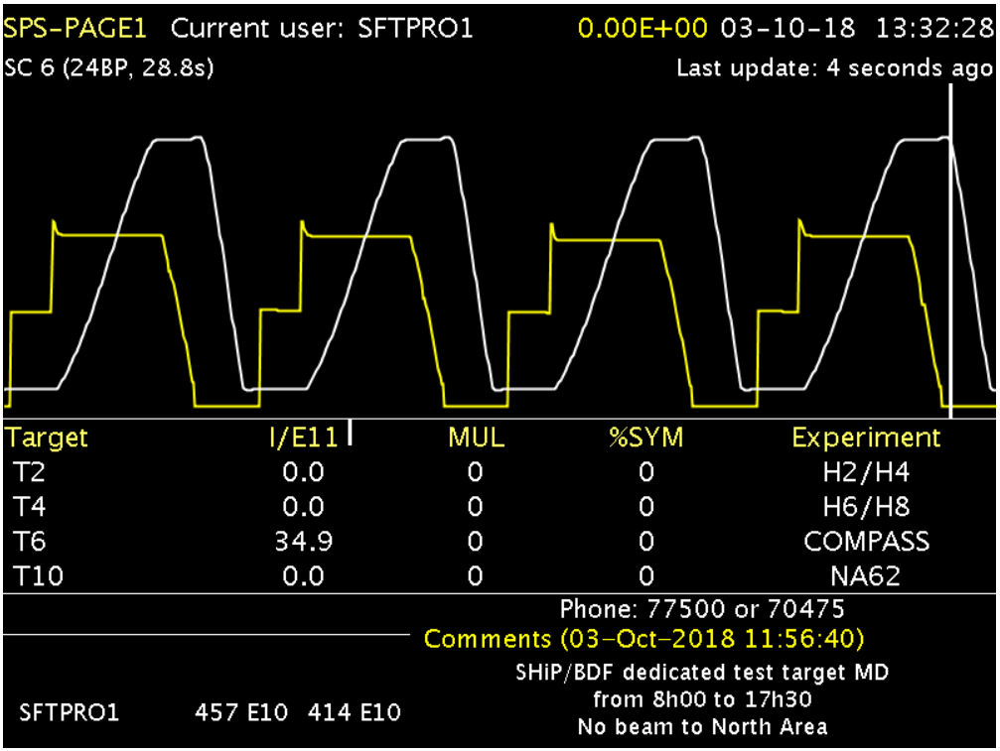 SPS-PAGE1 Current user: SFTPRO1 0.00E+00 03-10-18 13:32:28
SC 6 (24BP, 28.8s) Last update: 4 seconds ago
Target I/E11 MUL %SYM Experiment
T2 0.0 0 0 H2/H4
T4 0.0 0 0 H6/H8
T6 34.9 0 0 COMPASS
T10 0.0 0 0 NA62
Phone: 77500 or 70475
Comments (03-Oct-2018 11:56:40)
SHiP/BDF dedicated test target MD
from 8h00 to 17h30
No beam to North Area
SFTPRO1 457 E10 414 E10